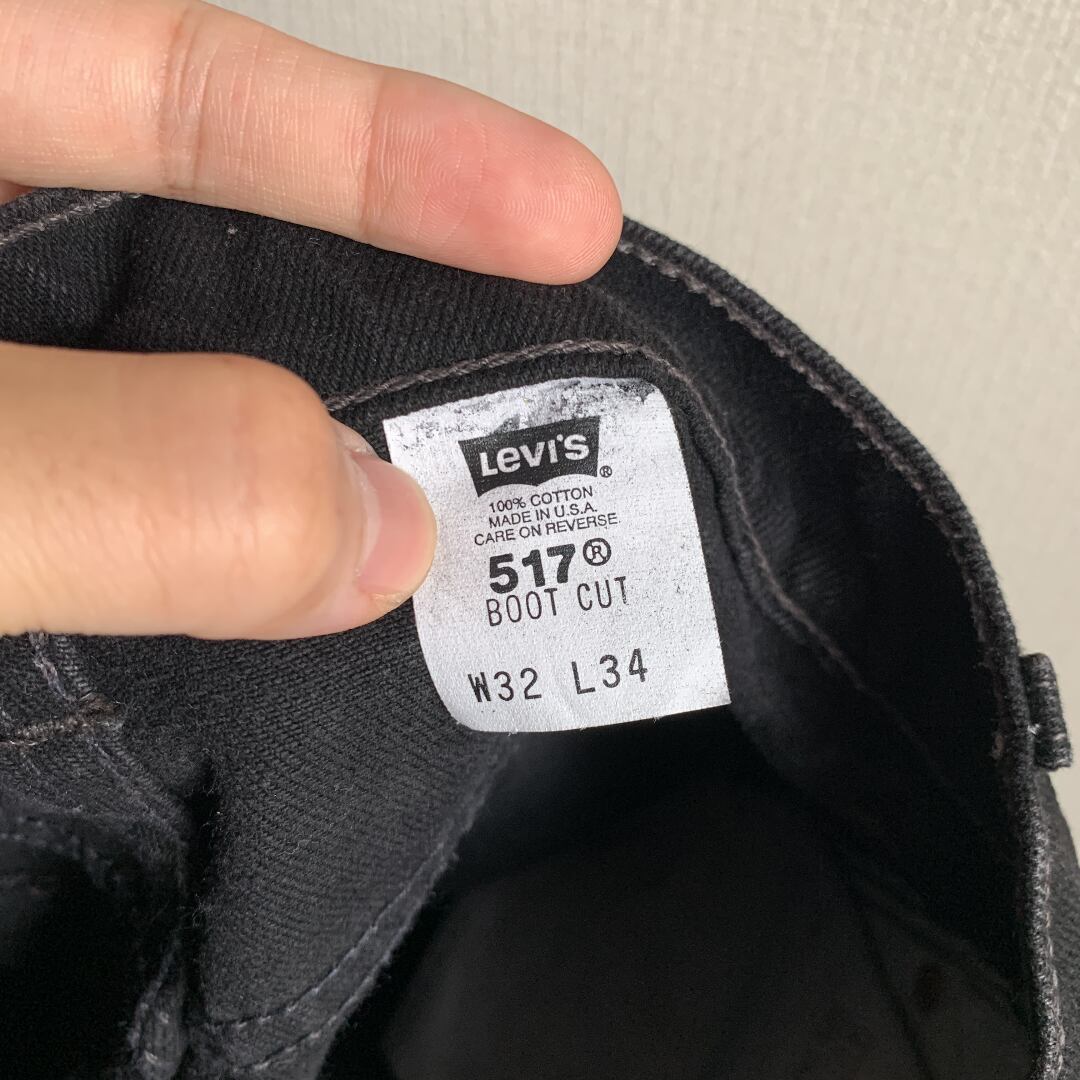 Levi's®
100% COTTON
MADE IN U.S.A.
CARE ON REVERSE.
517®
BOOT CUT
W32 L34